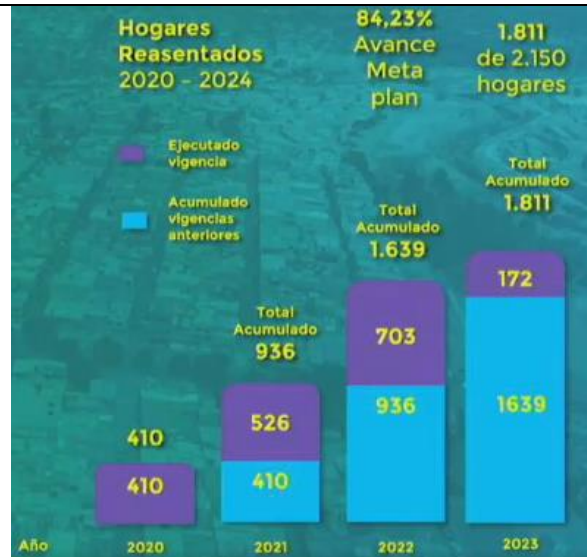 Hogares
Reasentados
2020 - 2024
84,23%
Avance
Meta
plan
1.811
de 2.150
hogares
Ejecutado
vigencia
Acumulado
vigencias
anteriores
Total
Acumulado
1.811
Total
Acumulado
1.639
Total
Acumulado
936
410
172
703
526
410
1639
936
410
Año 2020 2021 2022 2023